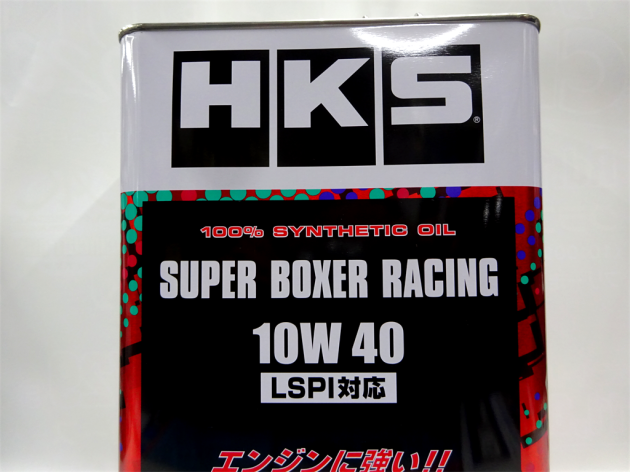 HKS®
100% SYNTHETIC OIL
SUPER BOXER RACING
10W 40
LSPI対応
エンジンに強い!!